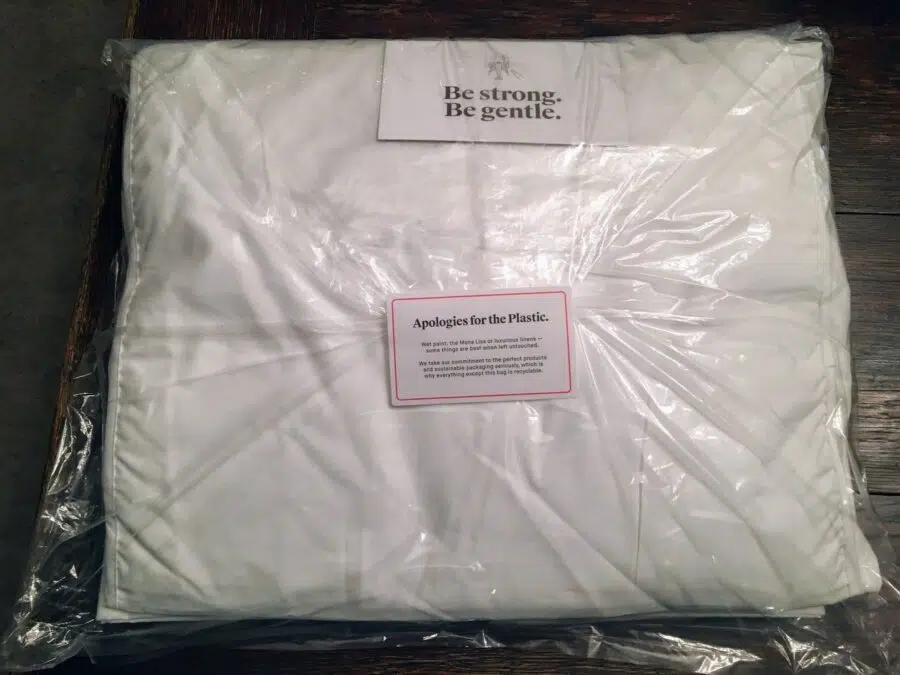 Be strong.
Be gentle.
Apologies for the Plastic.
Wet paint, the Mona Lisa or luxurious linens —
some things are best when left untouched.
We take our commitment to the perfect products
and sustainable packaging seriously, which is
why everything except this bag is recyclable.